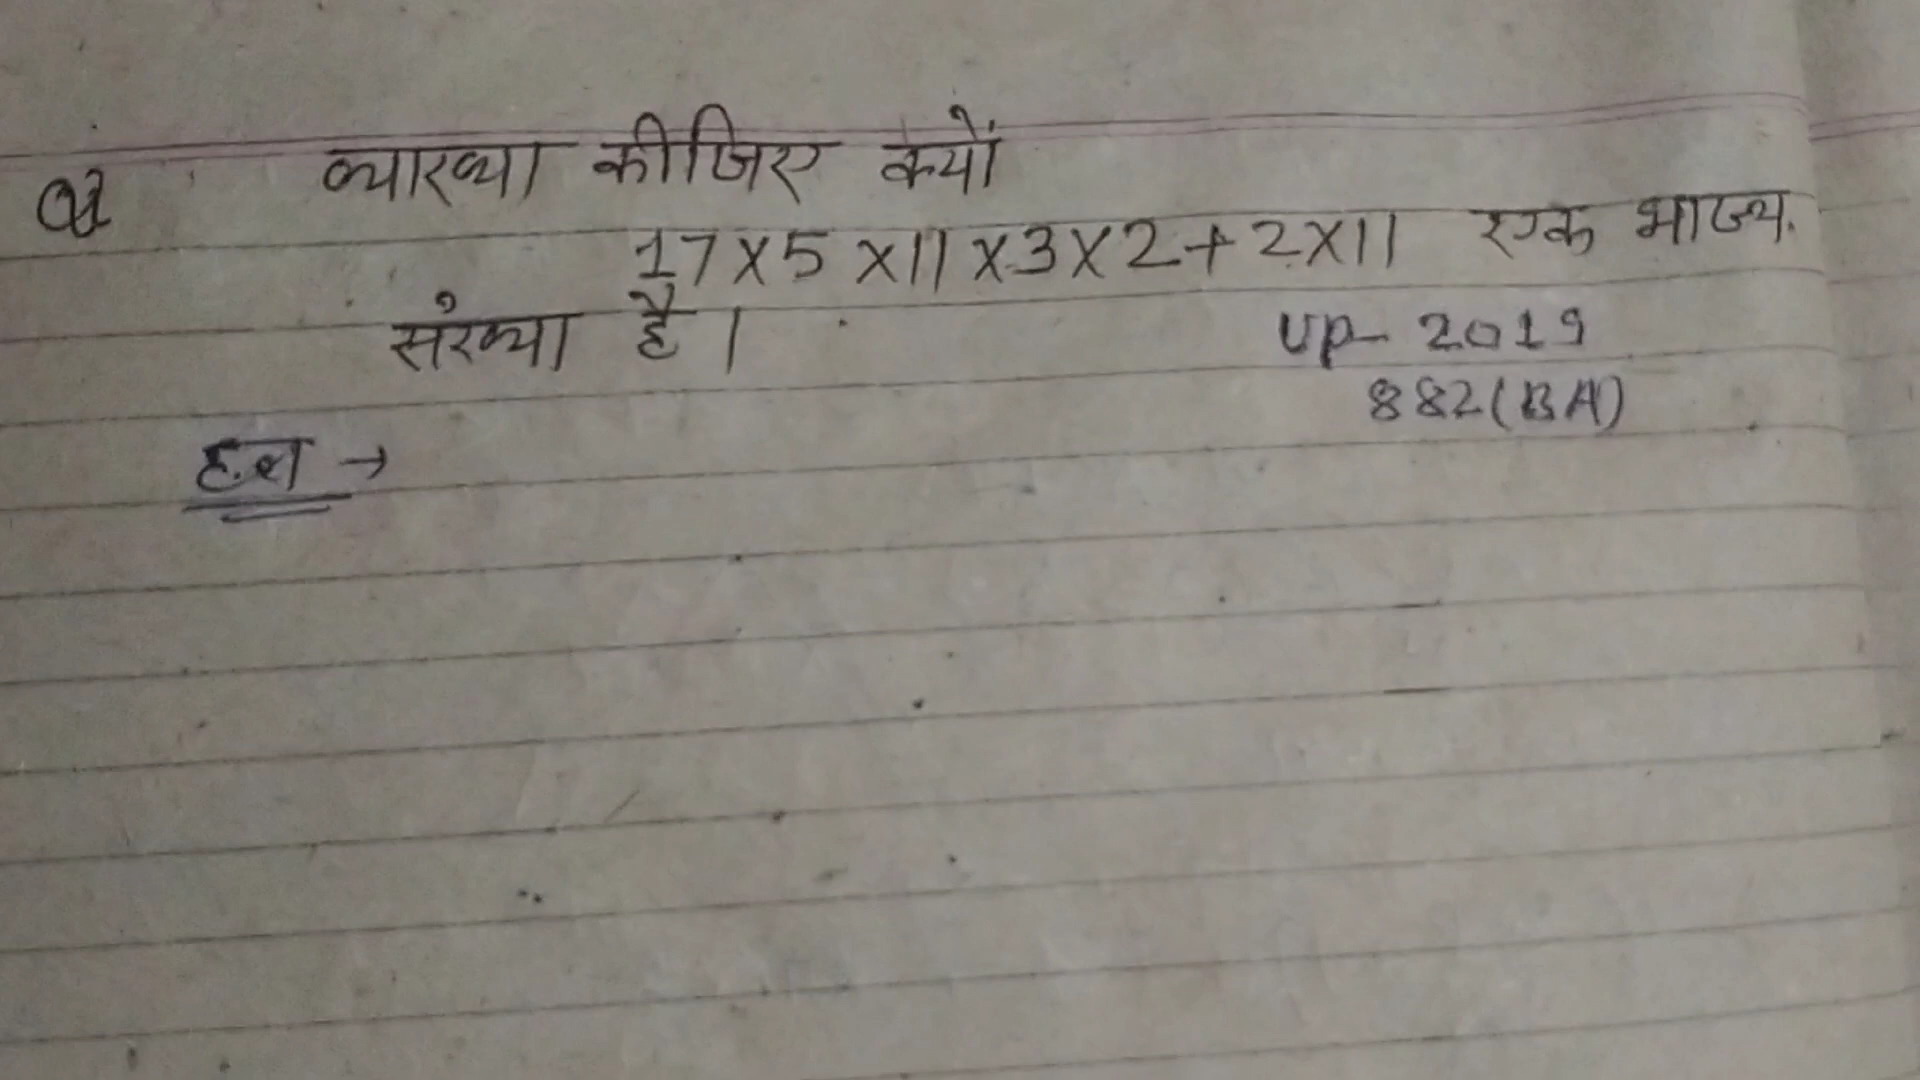 Q1 व्याख्या कीजिए क्यों
17×5×11×3×2+2×11 एक भाज्य.
संख्या है।
UP- 2019
882(BA)
हल →